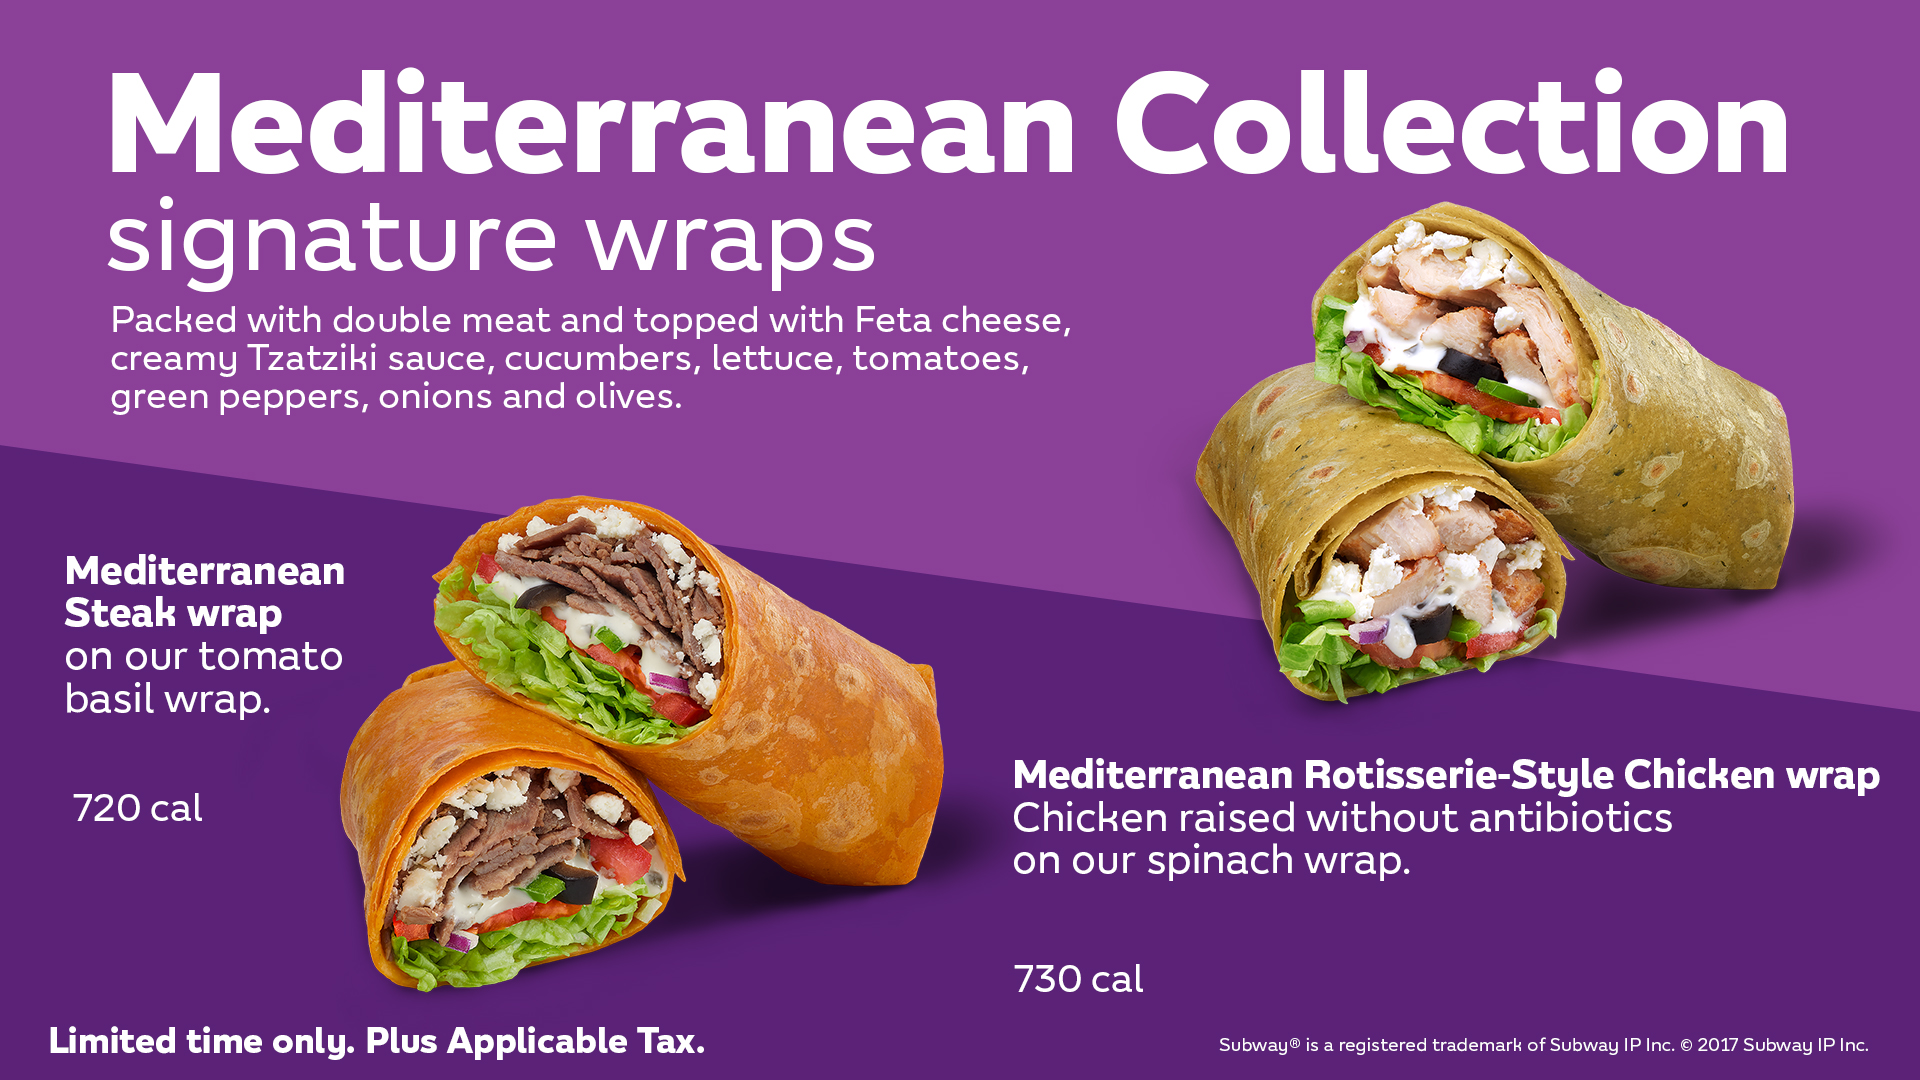 Mediterranean Collection
signature wraps
Packed with double meat and topped with Feta cheese,
creamy Tzatziki sauce, cucumbers, lettuce, tomatoes,
green peppers, onions and olives.
Mediterranean
Steak wrap
on our tomato
basil wrap.
720 cal
Mediterranean Rotisserie-Style Chicken wrap
Chicken raised without antibiotics
on our spinach wrap.
730 cal
Limited time only. Plus Applicable Tax.
Subway® is a registered trademark of Subway IP Inc. © 2017 Subway IP Inc.